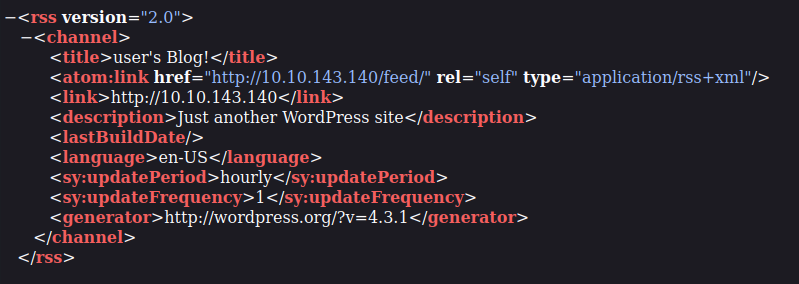 −<rss version="2.0">
−<channel>
<title>user's Blog!</title>
<atom:link href="http://10.10.143.140/feed/" rel="self" type="application/rss+xml"/>
<link>http://10.10.143.140</link>
<description>Just another WordPress site</description>
<lastBuildDate/>
<language>en-US</language>
<sy:updatePeriod>hourly</sy:updatePeriod>
<sy:updateFrequency>1</sy:updateFrequency>
<generator>http://wordpress.org/?v=4.3.1</generator>
</channel>
</rss>